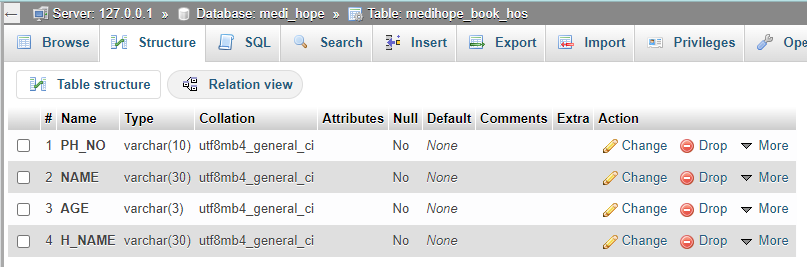 Server: 127.0.0.1 » Database: medi_hope » Table: medihope_book_hos
Browse Structure SQL Search Insert Export Import Privileges Ope
Table structure Relation view
# Name Type Collation Attributes Null Default Comments Extra Action
1 PH_NO varchar(10) utf8mb4_general_ci No None Change Drop More
2 NAME varchar(30) utf8mb4_general_ci No None Change Drop More
3 AGE varchar(3) utf8mb4_general_ci No None Change Drop More
4 H_NAME varchar(30) utf8mb4_general_ci No None Change Drop More